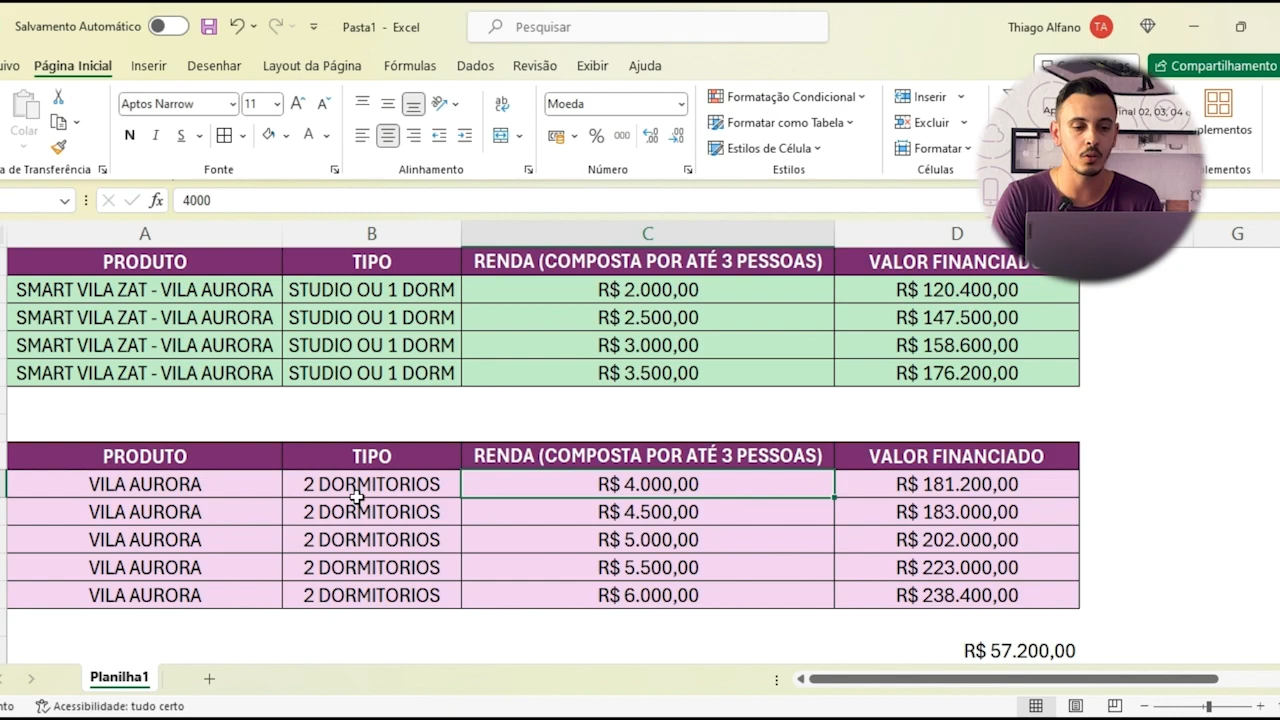 Salvamento Automático
Pasta1 - Excel
Pesquisar
Thiago Alfano
TA
Página Inicial
Inserir
Desenhar
Layout da Página
Fórmulas
Dados
Revisão
Exibir
Ajuda
Compartilhamento
Colar
Aptos Narrow
11
N I S
Moeda
Formatação Condicional
Formatar como Tabela
Estilos de Célula
Inserir
Excluir
Formatar
a de Transferência
Fonte
Alinhamento
Número
Estilos
Células
fx
4000
A B C D G
PRODUTO TIPO RENDA (COMPOSTA POR ATÉ 3 PESSOAS) VALOR FINANCIADO
SMART VILA ZAT - VILA AURORA STUDIO OU 1 DORM R$ 2.000,00 R$ 120.400,00
SMART VILA ZAT - VILA AURORA STUDIO OU 1 DORM R$ 2.500,00 R$ 147.500,00
SMART VILA ZAT - VILA AURORA STUDIO OU 1 DORM R$ 3.000,00 R$ 158.600,00
SMART VILA ZAT - VILA AURORA STUDIO OU 1 DORM R$ 3.500,00 R$ 176.200,00
PRODUTO TIPO RENDA (COMPOSTA POR ATÉ 3 PESSOAS) VALOR FINANCIADO
VILA AURORA 2 DORMITORIOS R$ 4.000,00 R$ 181.200,00
VILA AURORA 2 DORMITORIOS R$ 4.500,00 R$ 183.000,00
VILA AURORA 2 DORMITORIOS R$ 5.000,00 R$ 202.000,00
VILA AURORA 2 DORMITORIOS R$ 5.500,00 R$ 223.000,00
VILA AURORA 2 DORMITORIOS R$ 6.000,00 R$ 238.400,00
R$ 57.200,00
Planilha1
Acessibilidade: tudo certo